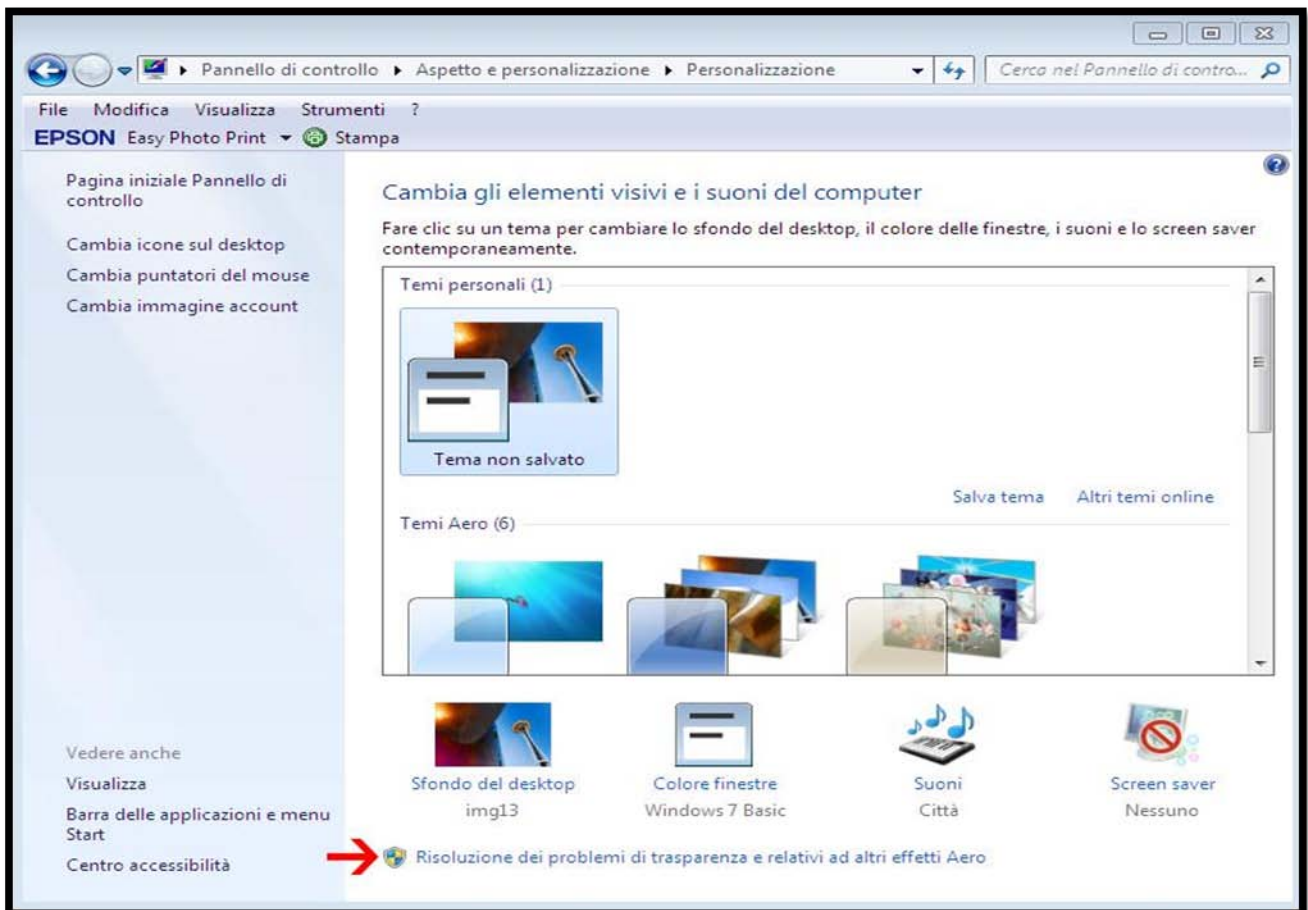 Pannello di controllo Aspetto e personalizzazione Personalizzazione Cerca nel Pannello di contro...
File Modifica Visualizza Strumenti ?
EPSON Easy Photo Print Stampa
Pagina iniziale Pannello di
controllo
Cambia icone sul desktop
Cambia puntatori del mouse
Cambia immagine account
Vedere anche
Visualizza
Barra delle applicazioni e menu
Start
Centro accessibilità
Cambia gli elementi visivi e i suoni del computer
Fare clic su un tema per cambiare lo sfondo del desktop, il colore delle finestre, i suoni e lo screen saver
contemporaneamente.
Temi personali (1)
Tema non salvato
Salva tema Altri temi online
Temi Aero (6)
Sfondo del desktop Colore finestre Suoni Screen saver
img13 Windows 7 Basic Città Nessuno
Risoluzione dei problemi di trasparenza e relativi ad altri effetti Aero